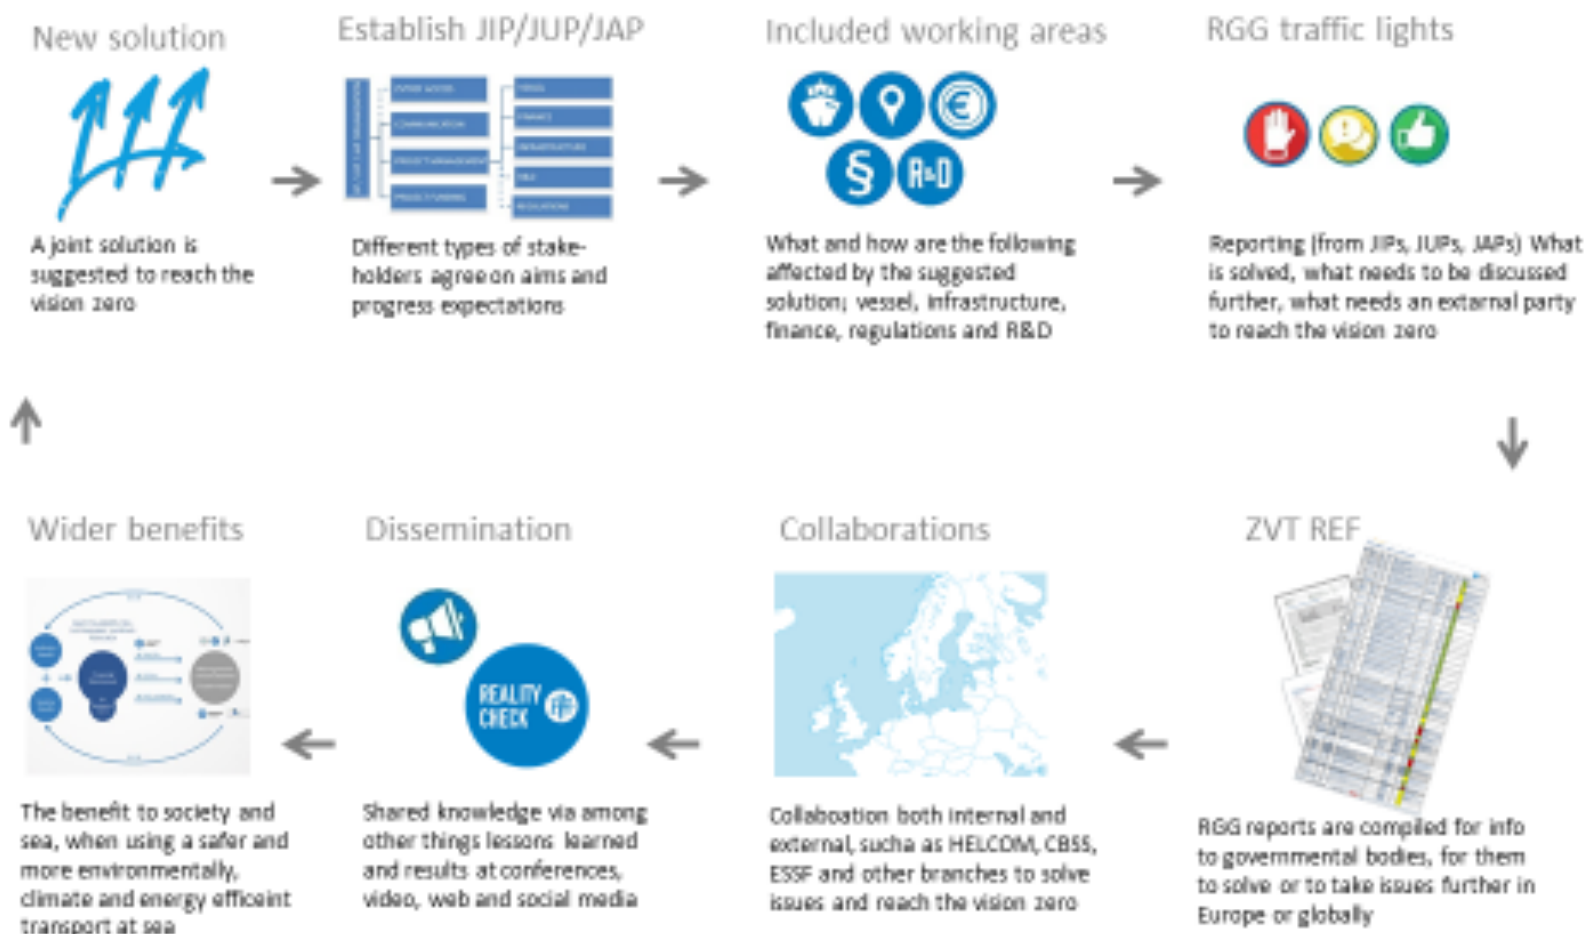 New solution
A joint solution is
suggested to reach the
vision zero
Establish JIP/JUP/JAP
COMMUNICATION
PROJECT MANAGEMENT
PROJECT FUNDING
FINANCE
INFRASTRUCTURE
REGULATIONS
Different types of stake-
holders agree on aims and
progress expectations
Included working areas
§ R&D
What and how are the following
affected by the suggested
solution; vessel, infrastructure,
finance, regulations and R&D
RGG traffic lights
Reporting (from JIPs, JUPs, JAPs) What
is solved, what needs to be discussed
further, what needs an external party
to reach the vision zero
Wider benefits
The benefit to society and
sea, when using a safer and
more environmentally,
climate and energy efficeint
transport at sea
Dissemination
REALITY
CHECK
Shared knowledge via among
other things lessons learned
and results at conferences,
video, web and social media
Collaborations
Collaboation both internal and
external, sucha as HELCOM, CBSS,
ESSF and other branches to solve
issues and reach the vision zero
ZVT REF
RGG reports are compiled for info
to governmental bodies, for them
to solve or to take issues further in
Europe or globally